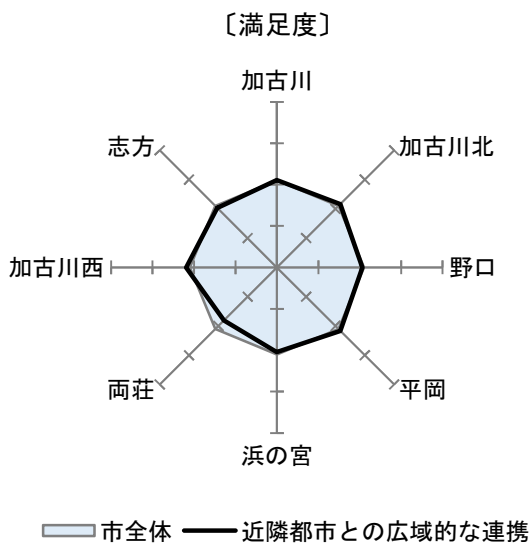 〔満足度〕
加古川
志方
加古川北
加古川西
野口
両荘
平岡
浜の宮
市全体 近隣都市との広域的な連携